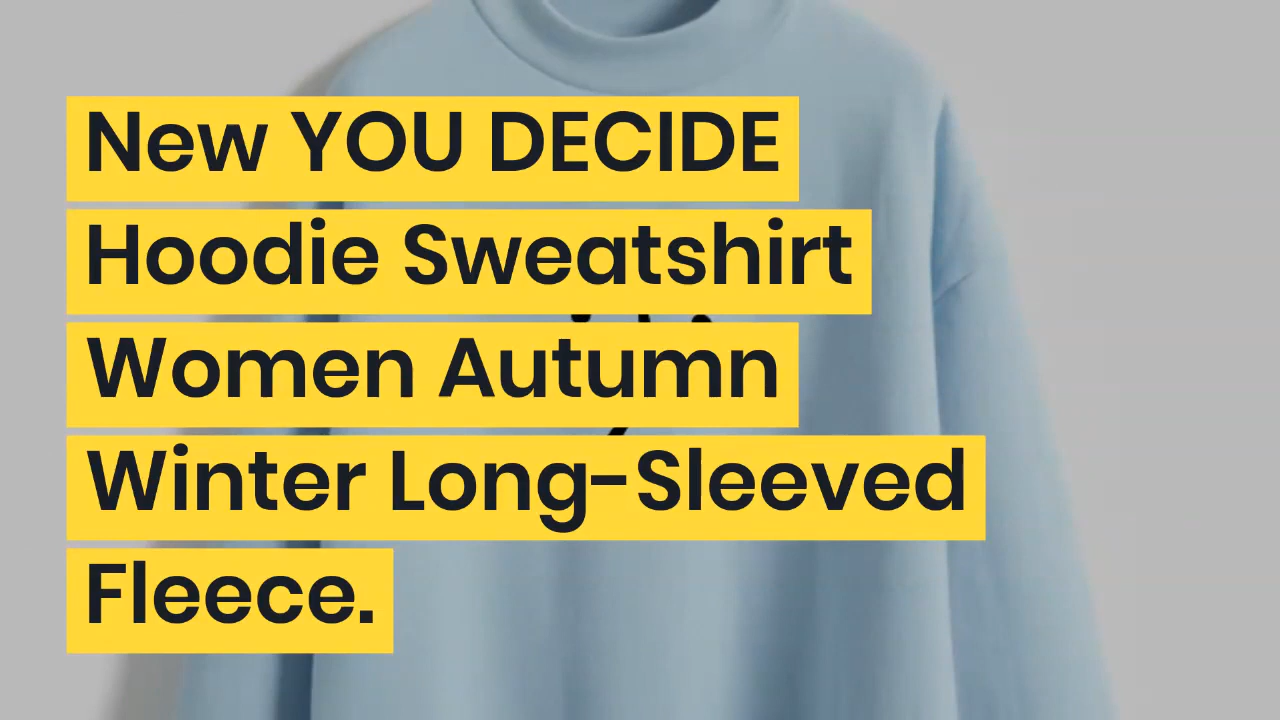 New YOU DECIDE
Hoodie Sweatshirt
Women Autumn
Winter Long-Sleeved
Fleece.